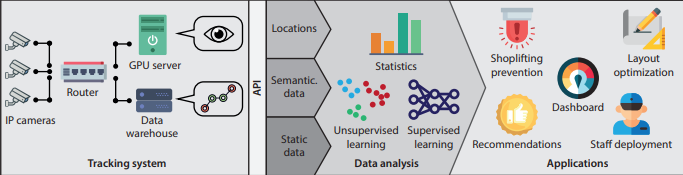 IP cameras
Router
GPU server
Data
warehouse
Tracking system
API
Locations
Semantic.
data
Static
data
Statistics
Unsupervised
learning
Supervised
learning
Data analysis
Shoplifting
prevention
Layout
optimization
Dashboard
Recommendations
Staff deployment
Applications